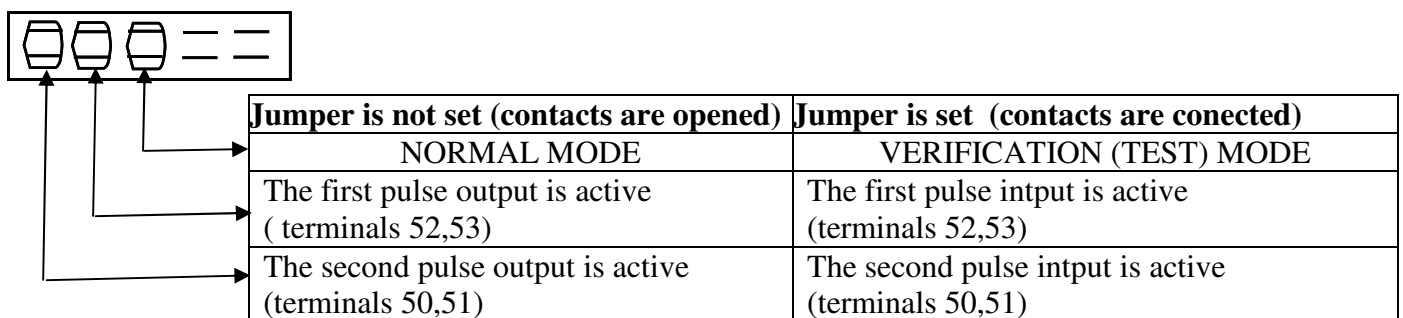 Jumper is not set (contacts are opened) Jumper is set (contacts are conected)
NORMAL MODE VERIFICATION (TEST) MODE
The first pulse output is active The first pulse intput is active
( terminals 52,53) (terminals 52,53)
The second pulse output is active The second pulse intput is active
(terminals 50,51) (terminals 50,51)